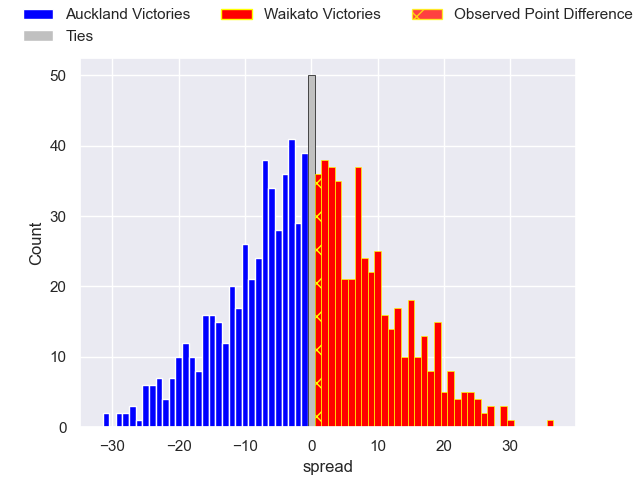 Auckland Victories
Waikato Victories
Observed Point Difference
Ties
50
40
30
20
10
0
Count
−30
−20
−10
0
10
20
30
spread